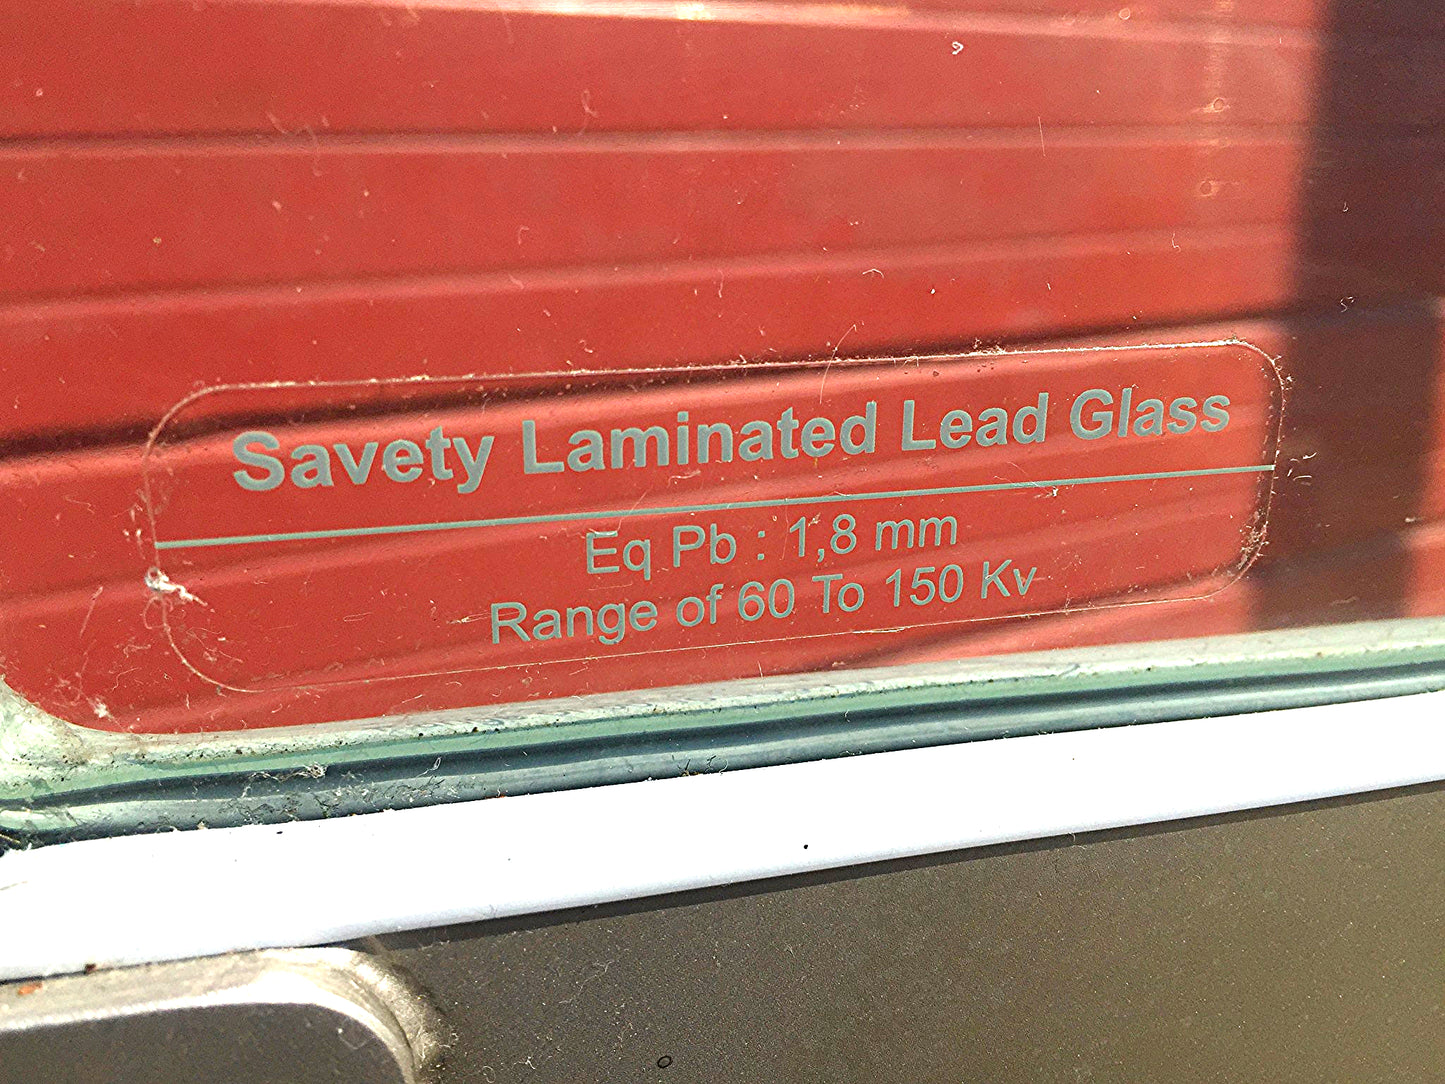 Savety Laminated Lead Glass
Eq Pb : 1,8 mm
Range of 60 To 150 Kv